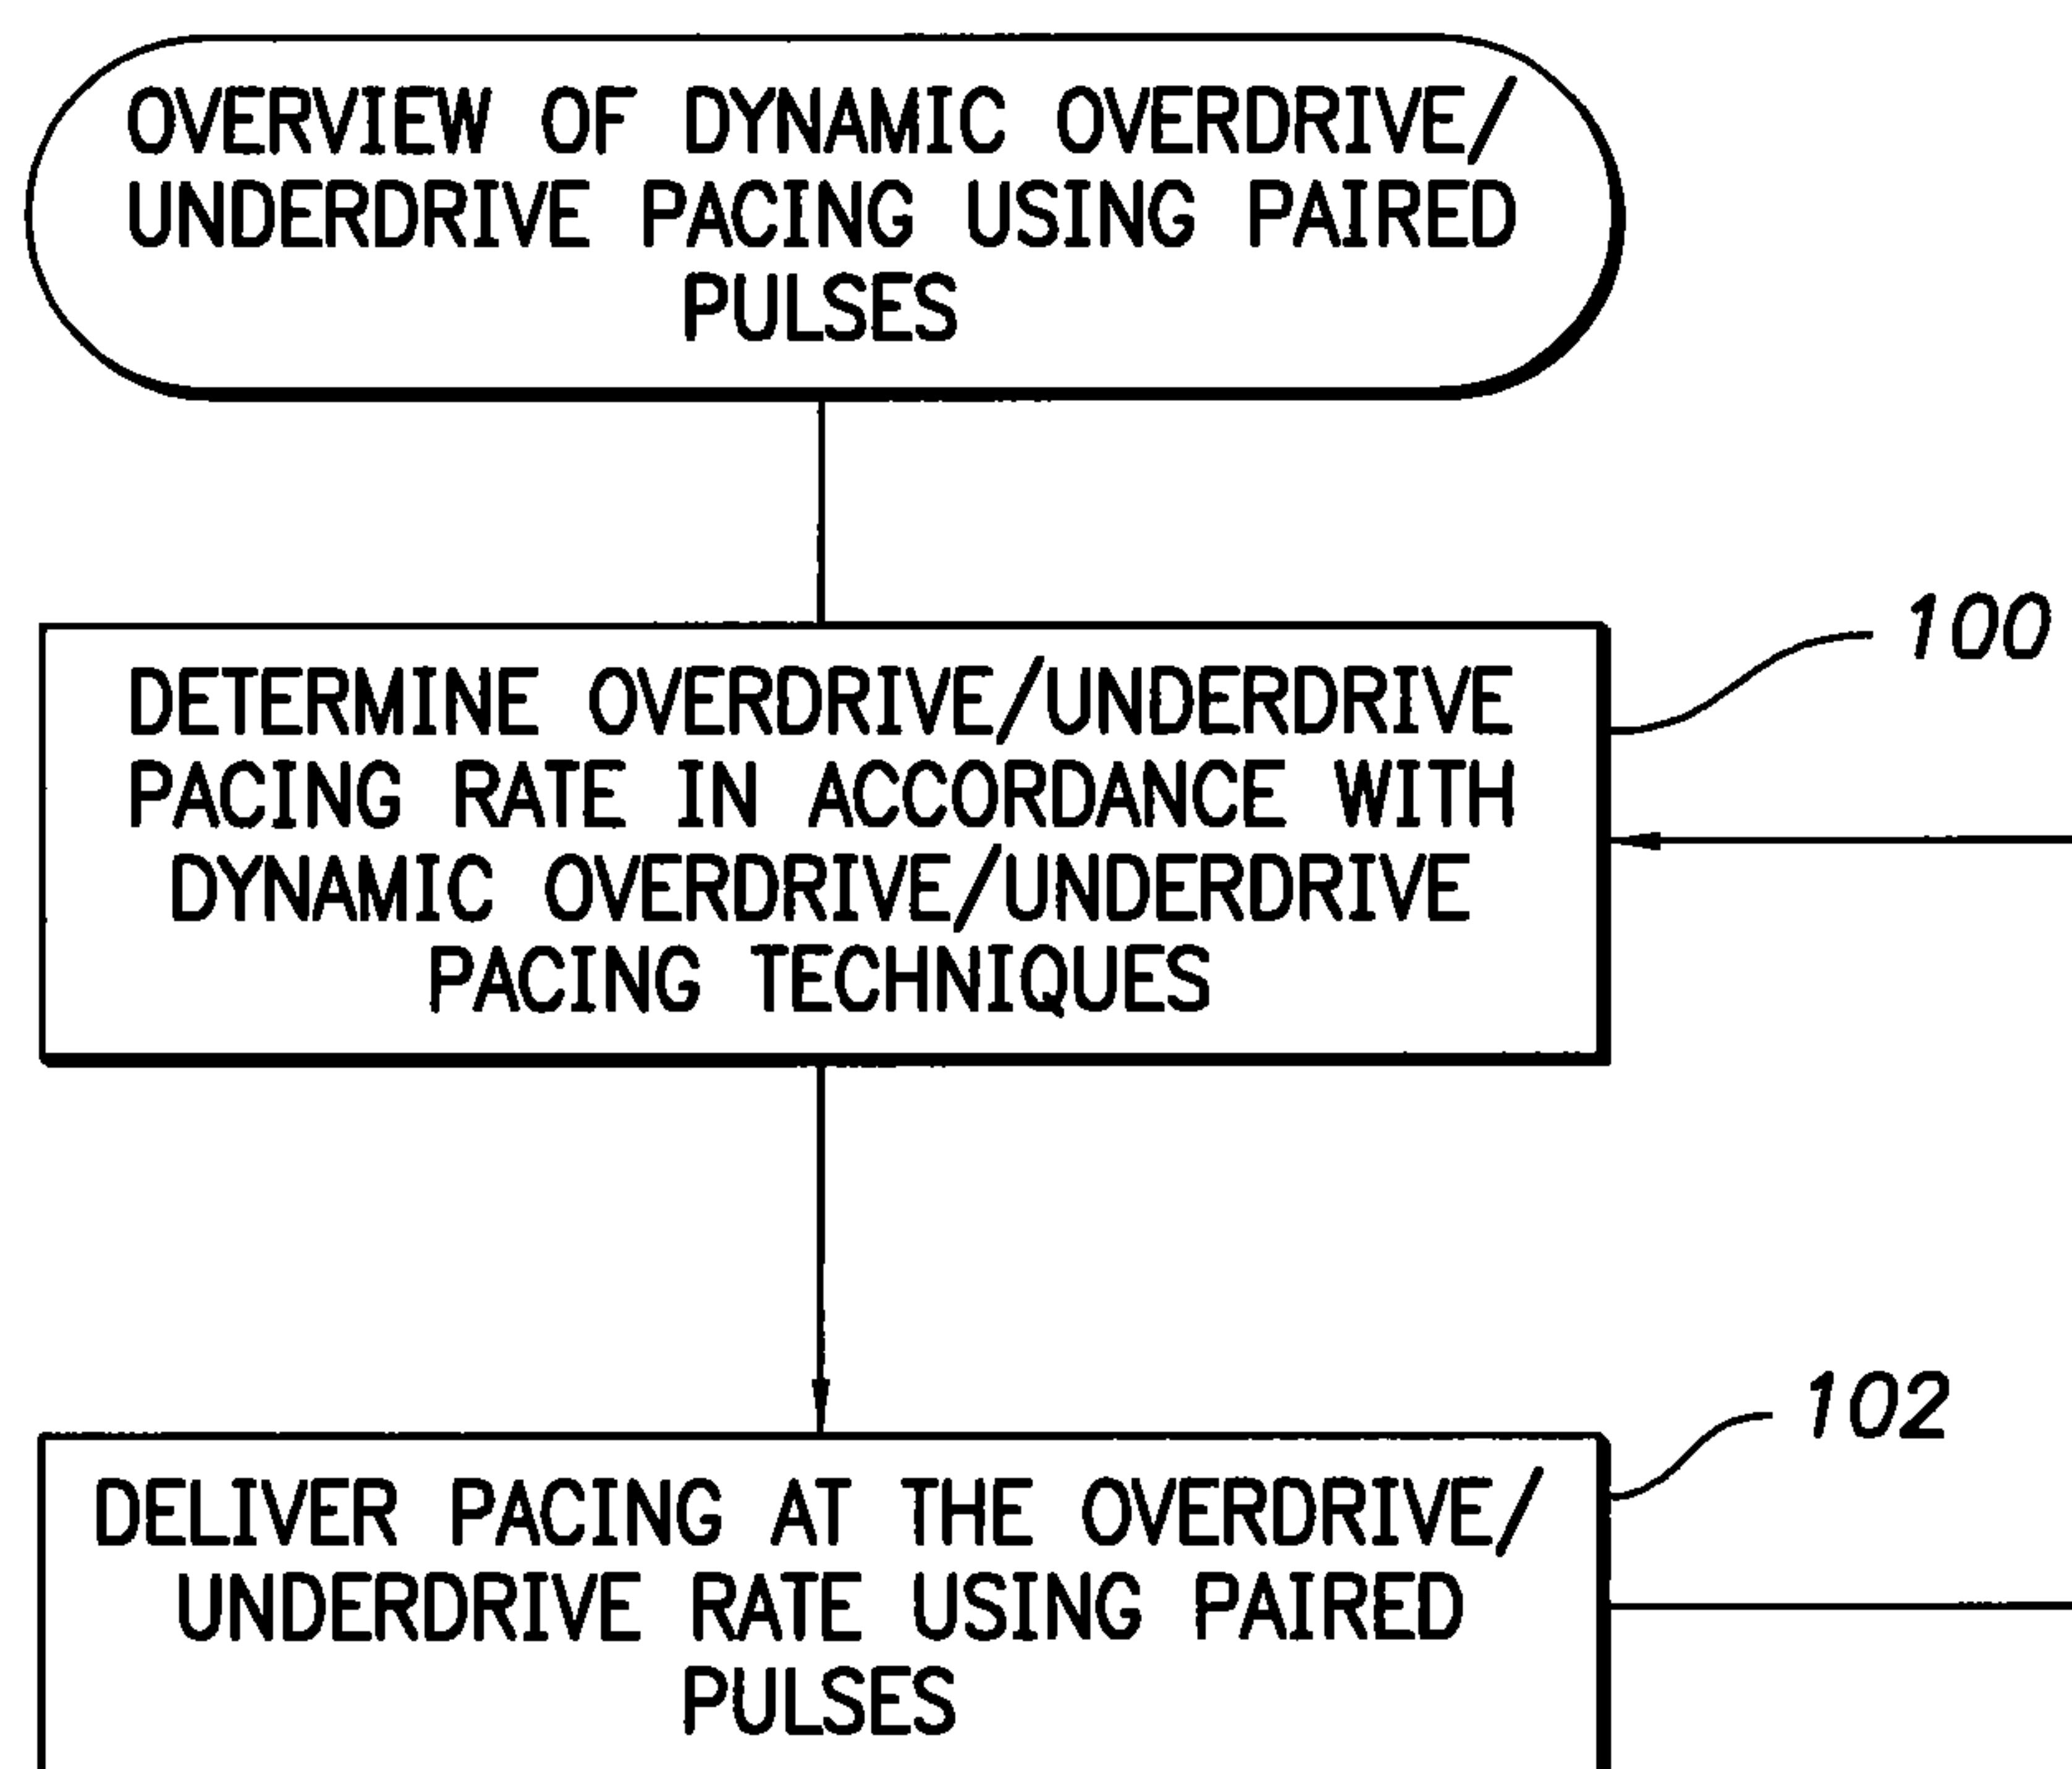 OVERVIEW OF DYNAMIC OVERDRIVE/
UNDERDRIVE PACING USING PAIRED
PULSES
100
DETERMINE OVERDRIVE/UNDERDRIVE
PACING RATE IN ACCORDANCE WITH
DYNAMIC OVERDRIVE/UNDERDRIVE
PACING TECHNIQUES
102
DELIVER PACING AT THE OVERDRIVE/
UNDERDRIVE RATE USING PAIRED
PULSES